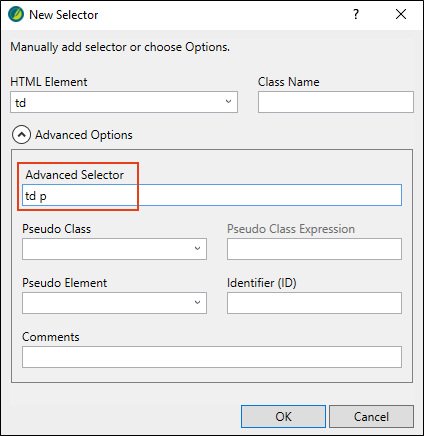 New Selector
?
Manually add selector or choose Options.
HTML Element Class Name
td
Advanced Options
Advanced Selector
td p
Pseudo Class Pseudo Class Expression
Pseudo Element Identifier (ID)
Comments
OK Cancel